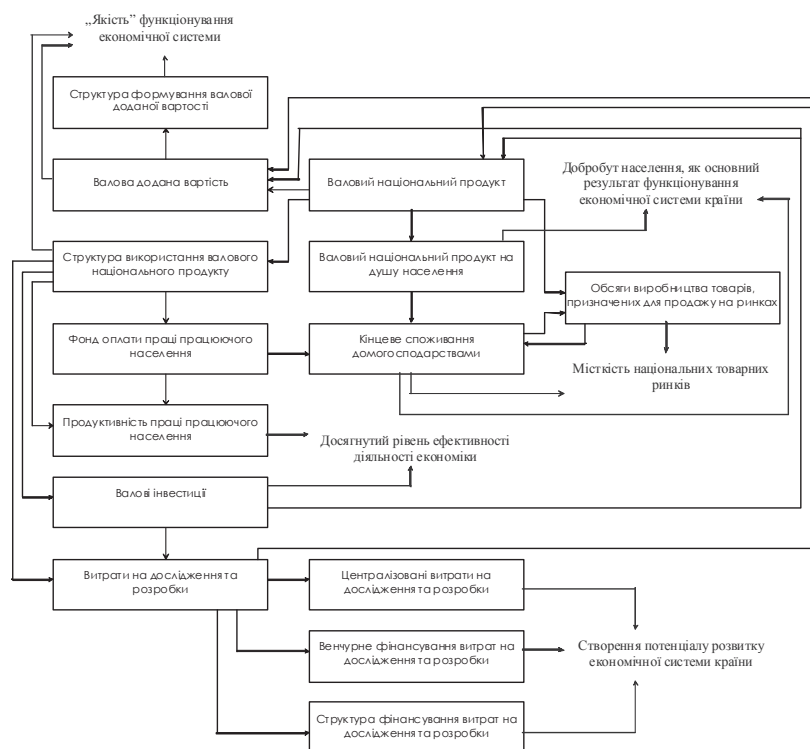 „Якість” функціонування
економічної системи
Структура формування валової
доданої вартості
Валова додана вартість
Валовий національний продукт
Добробут населення, як основний
результат функціонування
економічної системи країни
Структура використання валового
національного продукту
Валовий національний продукт на
душу населення
Обсяги виробництва товарів,
призначених для продажу на ринках
Фонд оплати праці працюючого
населення
Кінцеве споживання
домогосподарствами
Місткість національних товарних
ринків
Продуктивність праці працюючого
населення
Досягнутий рівень ефективності
діяльності економіки
Валові інвестиції
Витрати на дослідження та
розробки
Централізовані витрати на
дослідження та розробки
Венчурне фінансування витрат на
дослідження та розробки
Створення потенціалу розвитку
економічної системи країни
Структура фінансування витрат на
дослідження та розробки